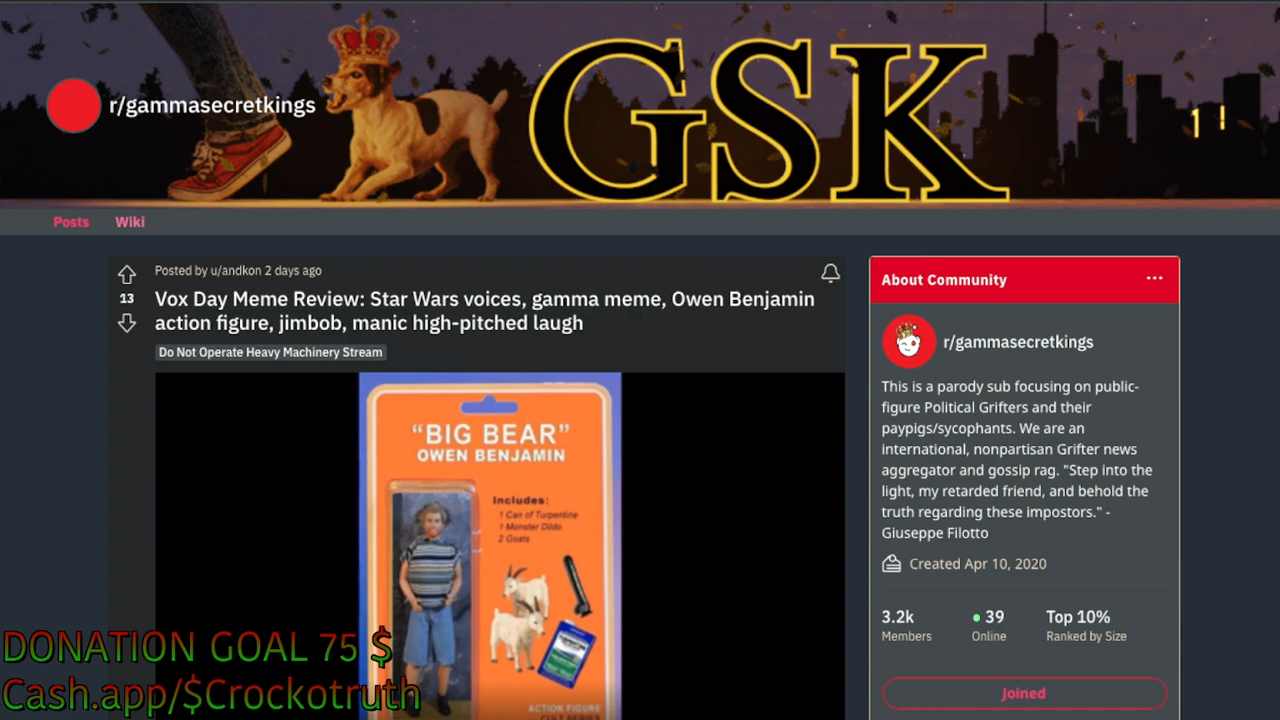 GSK
r/gammasecretkings
Posts
Wiki
Posted by u/andkon 2 days ago
13
Vox Day Meme Review: Star Wars voices, gamma meme, Owen Benjamin
action figure, jimbob, manic high-pitched laugh
Do Not Operate Heavy Machinery Stream
"BIG BEAR"
OWEN BENJAMIN
Includes:
1 Can of Turpentine
1 Monster Dildo
2 Goats
ACTION FIGURE
CULT SERIES
About Community
r/gammasecretkings
This is a parody sub focusing on public-
figure Political Grifters and their
paypigs/sycophants. We are an
international, nonpartisan Grifter news
aggregator and gossip rag. "Step into the
light, my retarded friend, and behold the
truth regarding these impostors." -
Giuseppe Filotto
Created Apr 10, 2020
3.2k
Members
39
Online
Top 10%
Ranked by Size
Joined
DONATION GOAL 75 $
Cash.app/$Crockotruth